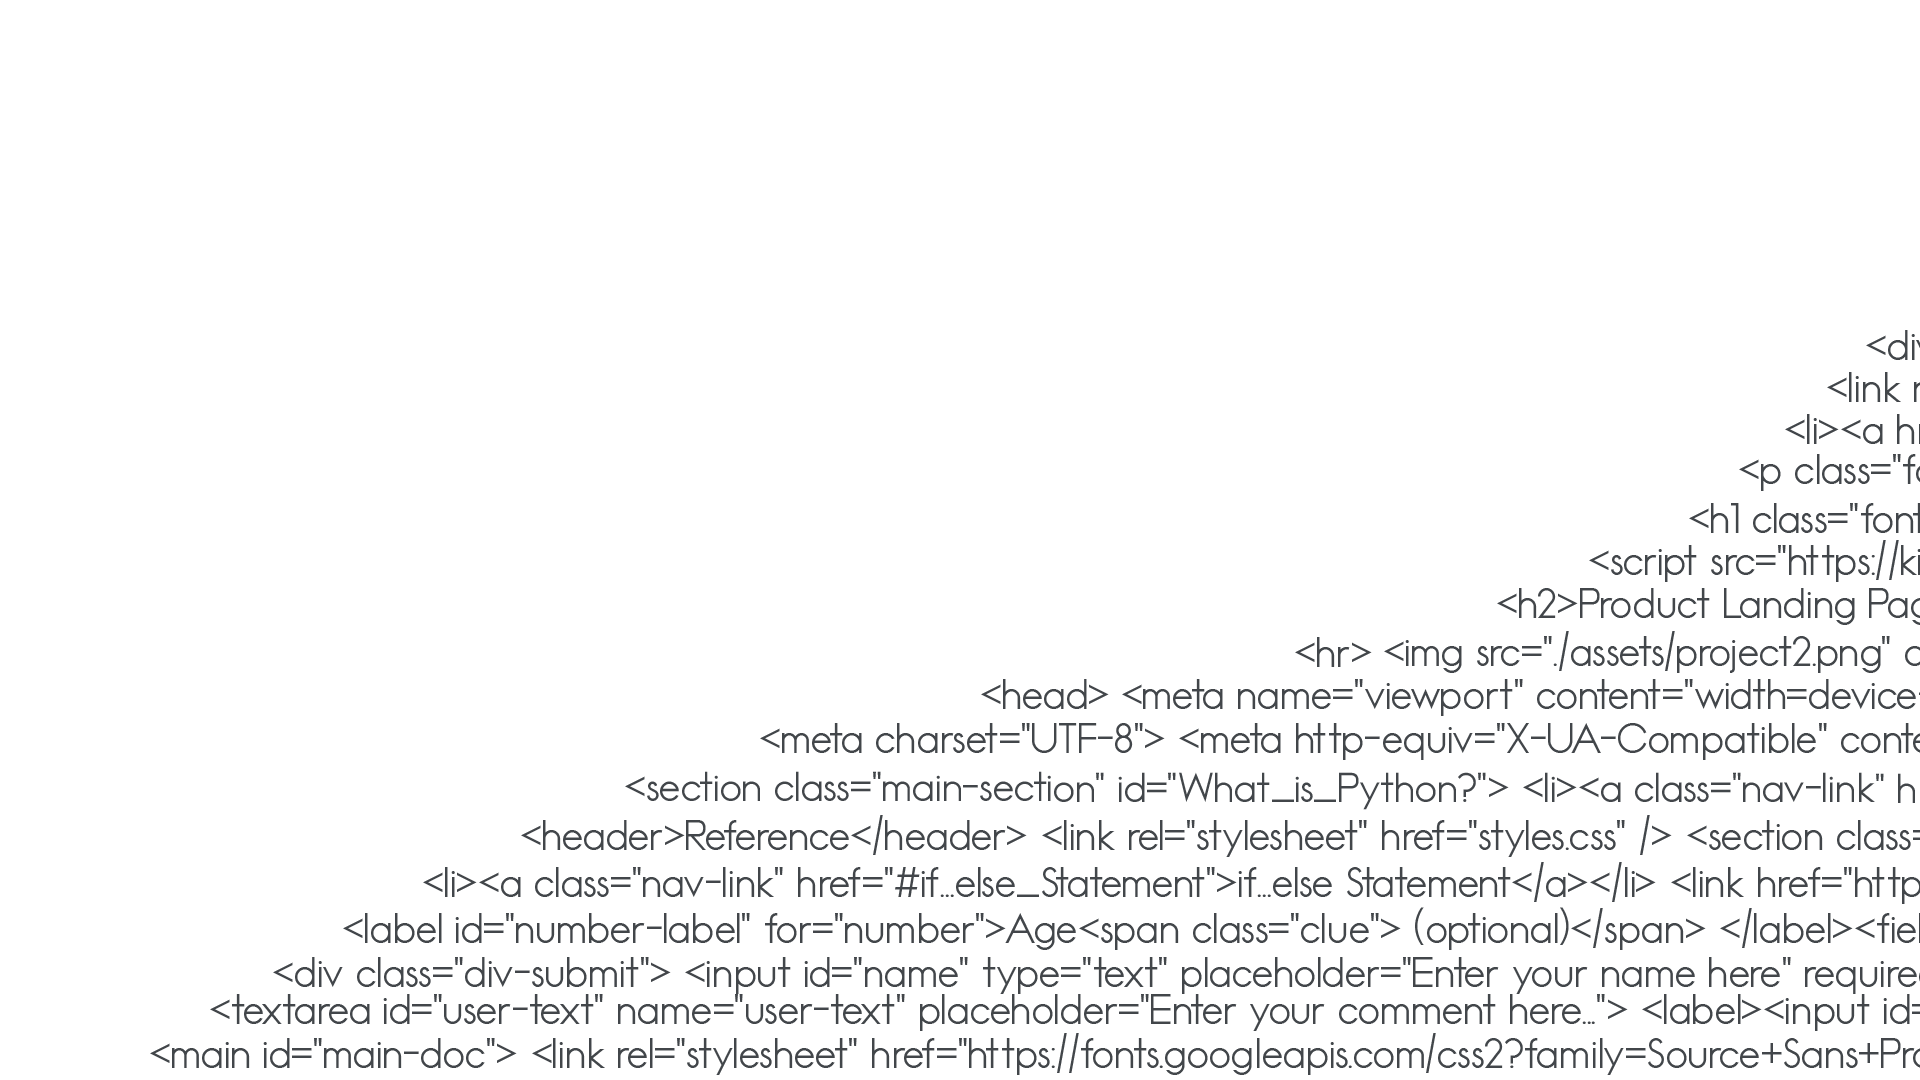 <div
<link r
<li><a hr
<p class="fo
<h1 class="font
<script src="https://ki
<h2>Product Landing Pag
<hr> <img src="./assets/project2.png" a
<head> <meta name="viewport" content="width=device-
<meta charset="UTF-8"> <meta http-equiv="X-UA-Compatible" conte
<section class="main-section" id="What_is_Python?"> <li><a class="nav-link" h
<header>Reference</header> <link rel="stylesheet" href="styles.css" /> <section class=
<li><a class="nav-link" href="#if...else_Statement">if...else Statement</a></li> <link href="http
<label id="number-label" for="number">Age<span class="clue"> (optional)</span> </label><fiel
<div class="div-submit"> <input id="name" type="text" placeholder="Enter your name here" require
<textarea id="user-text" name="user-text" placeholder="Enter your comment here..."> <label><input id=
<main id="main-doc"> <link rel="stylesheet" href="https://fonts.googleapis.com/css2?family=Source+Sans+Pro